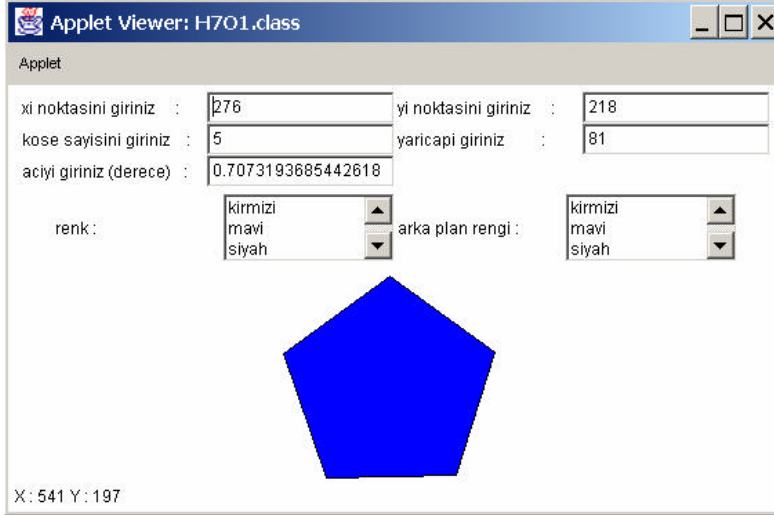 Applet Viewer: H7O1.class
Applet
xi noktasini giriniz : 276 yi noktasini giriniz : 218
kose sayisini giriniz : 5 yaricapi giriniz : 81
aciyi giriniz (derece) : 0.7073193685442618
renk : kirmizi mavi siyah arka plan rengi : kirmizi mavi siyah
X : 541 Y : 197